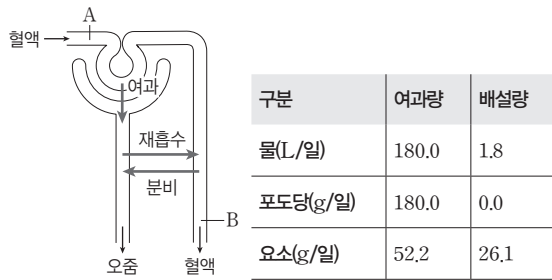 A
혈액
여과
재흡수
분비
B
오줌
혈액
구분 여과량 배설량
물(L/일) 180.0 1.8
포도당(g/일) 180.0 0.0
요소(g/일) 52.2 26.1